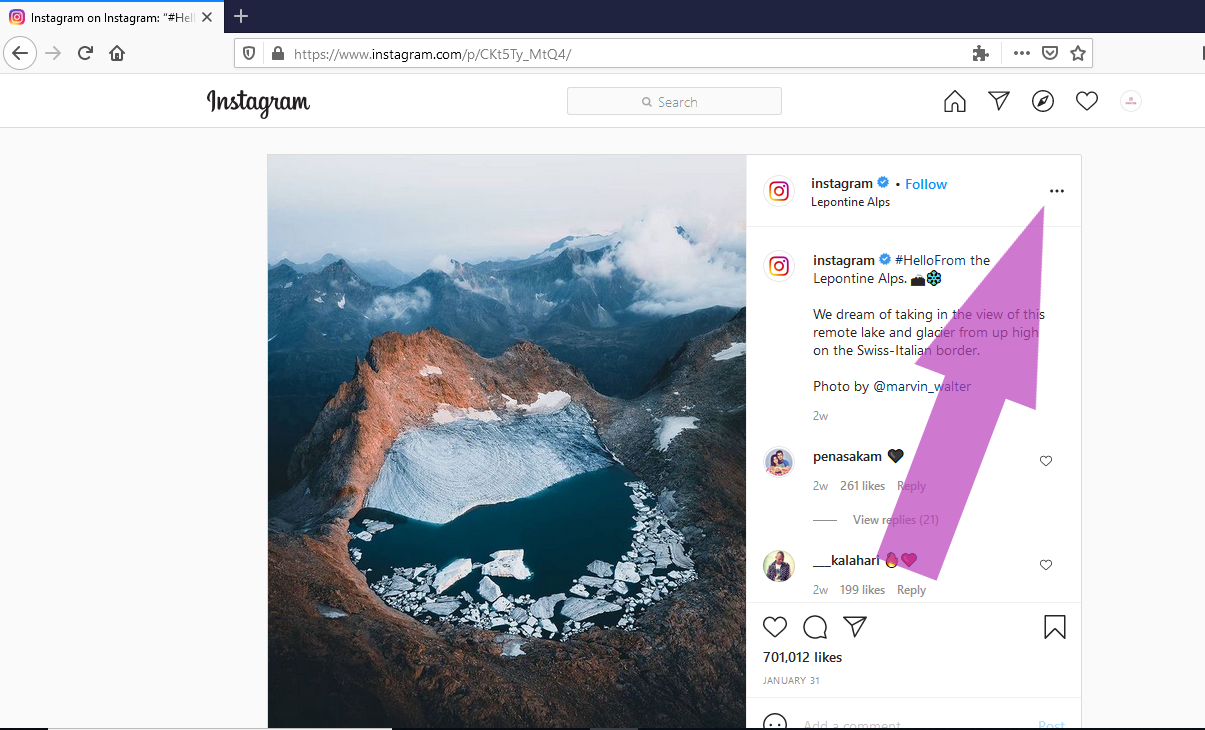 Instagram on Instagram: “#Hell
https://www.instagram.com/p/CKt5Ty_MtQ4/
Instagram
Search
instagram • Follow
Lepontine Alps
instagram #HelloFrom the
Lepontine Alps.
We dream of taking in the view of this
remote lake and glacier from up high
on the Swiss-Italian border.
Photo by @marvin_walter
2w
penasakam
2w 261 likes Reply
View replies (21)
___kalahari
2w 199 likes Reply
701,012 likes
JANUARY 31
Add a comment...
Post